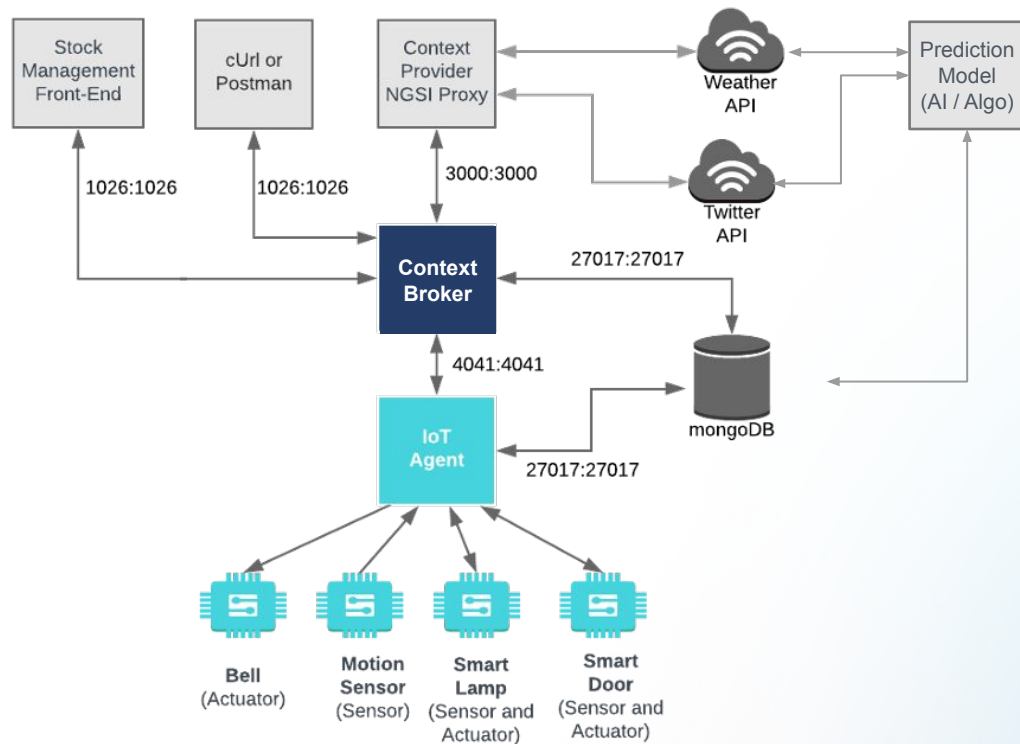 Stock
Management
Front-End
cUrl or
Postman
Context
Provider
NGSI Proxy
Weather
API
Prediction
Model
(AI / Algo)
1026:1026
1026:1026
3000:3000
Twitter
API
Context
Broker
27017:27017
4041:4041
mongoDB
IoT
Agent
27017:27017
Bell
(Actuator)
Motion
Sensor
(Sensor)
Smart
Lamp
(Sensor and
Actuator)
Smart
Door
(Sensor and
Actuator)